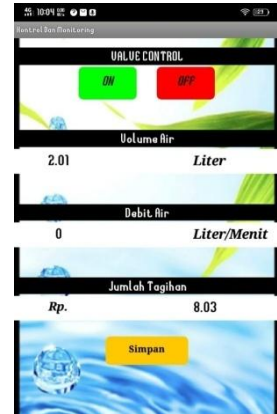 10:04
Kontrol Dan Monitoring
VALVE CONTROL
ON OFF
Volume Air
2.01 Liter
Debit Air
0 Liter/Menit
Jumlah Tagihan
Rp. 8.03
Simpan